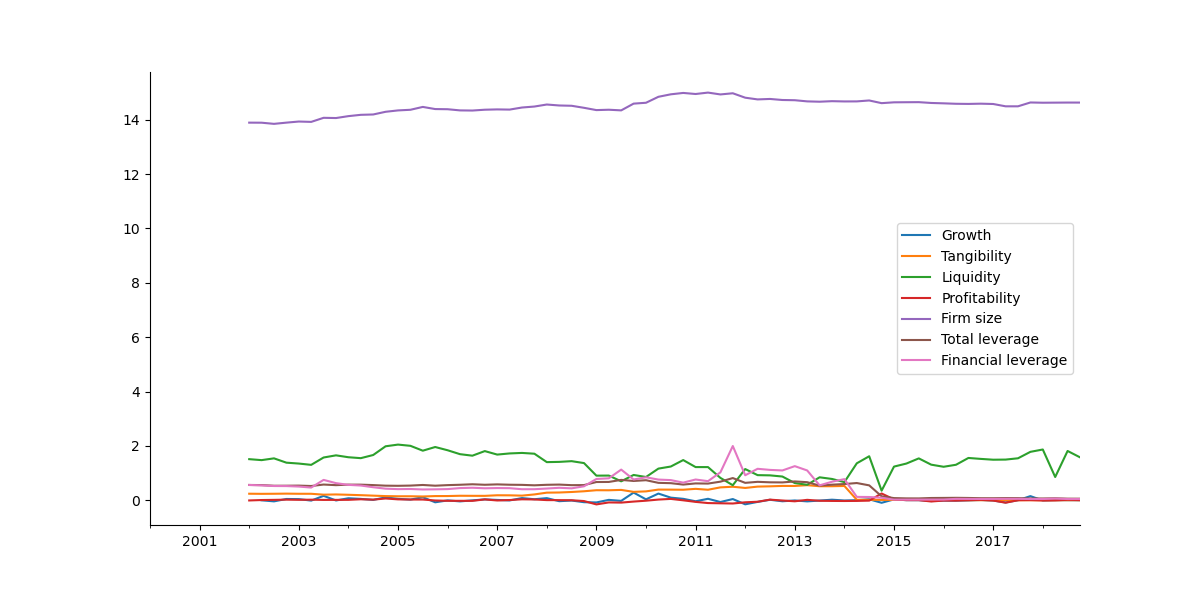 14
12
10
8
6
4
2
0
Growth
Tangibility
Liquidity
Profitability
Firm size
Total leverage
Financial leverage
2001 2003 2005 2007 2009 2011 2013 2015 2017